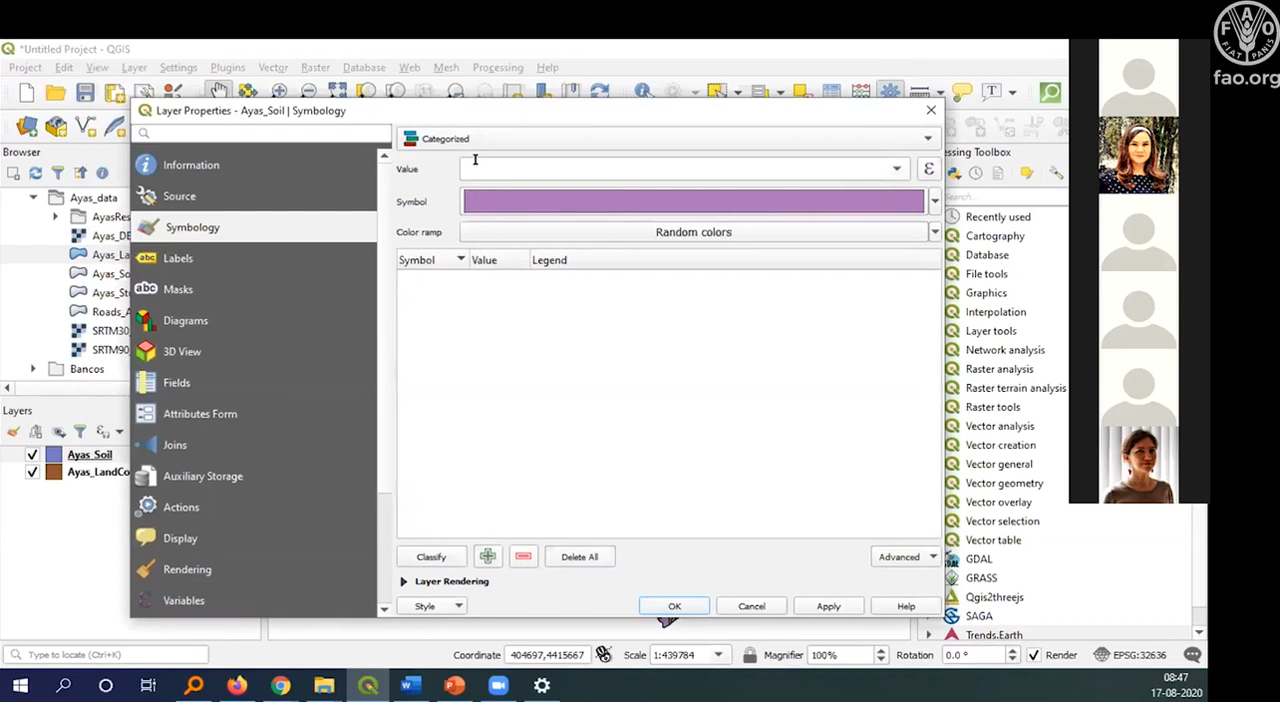 FAO
FIAT PANIS
fao.org
*Untitled Project - QGIS
Project Edit View Layer Settings Plugins Vector Raster Database Web Mesh Processing Help
Layer Properties - Ayas_Soil | Symbology
Browser
Ayas_data
AyasRes
Ayas_DE
Ayas_La
Ayas_So
Ayas_St
Roads_A
SRTM30_
SRTM90_
Bancos
Layers
Ayas_Soil
Ayas_LandCo
Information
Source
Symbology
Labels
Masks
Diagrams
3D View
Fields
Attributes Form
Joins
Auxiliary Storage
Actions
Display
Rendering
Variables
Categorized
Value
ε
Symbol
Color ramp Random colors
Symbol Value Legend
Classify Delete All Advanced
Layer Rendering
Style OK Cancel Apply Help
ssing Toolbox
Search...
Recently used
Cartography
Database
File tools
Graphics
Interpolation
Layer tools
Network analysis
Raster analysis
Raster terrain analysis
Raster tools
Vector analysis
Vector creation
Vector general
Vector geometry
Vector overlay
Vector selection
Vector table
GDAL
GRASS
Qgis2threejs
SAGA
Trends.Earth
Type to locate (Ctrl+K) Coordinate 404697,4415667 Scale 1:439784 Magnifier 100% Rotation 0.0 ° Render EPSG:32636
08:47
17-08-2020